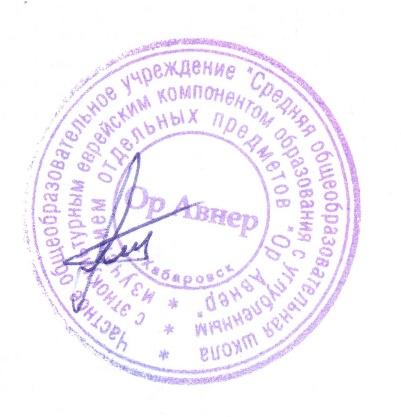 Частное общеобразовательное учреждение "Средняя общеобразовательная школа *
с этнокультурным еврейским компонентом образования с углубленным *
изучением отдельных предметов "Ор Авнер" *
Ор Авнер
Хабаровск